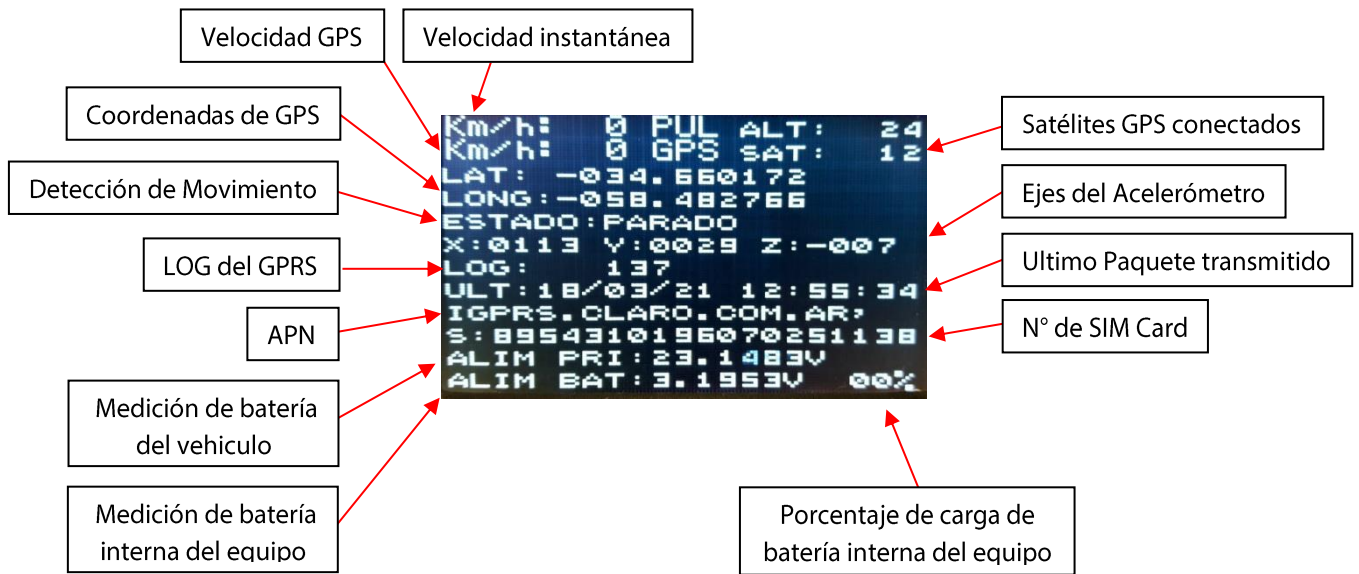 Velocidad GPS
Velocidad instantánea
Coordenadas de GPS
Detección de Movimiento
LOG del GPRS
APN
Medición de batería
del vehiculo
Medición de batería
interna del equipo
Km/h: 0 PUL ALT: 24
Km/h: 0 GPS SAT: 12
LAT: -034.660172
LONG:-058.482766
ESTADO:PARADO
X:0113 Y:0029 Z:-007
LOG: 137
ULT:18/03/21 12:55:34
IGPRS.CLARO.COM.AR,
S:8954310196070251138
ALIM PRI:23.1483V
ALIM BAT:3.1953V 00%
Satélites GPS conectados
Ejes del Acelerómetro
Ultimo Paquete transmitido
N° de SIM Card
Porcentaje de carga de
batería interna del equipo